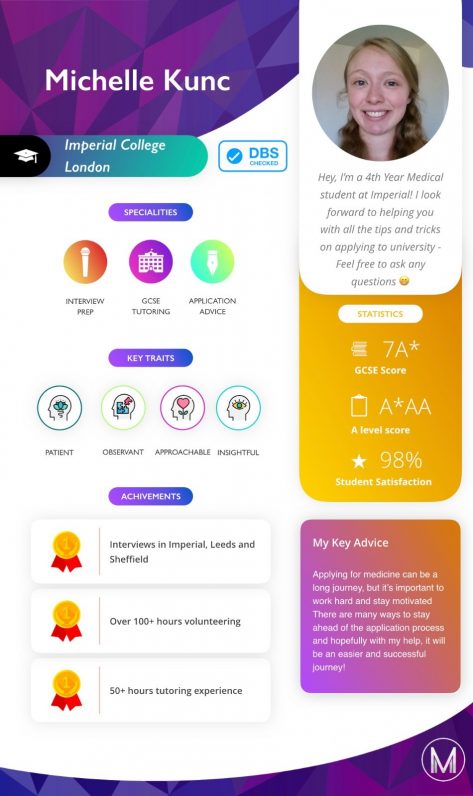 Michelle Kunc
Imperial College
London
DBS
CHECKED
Hey, I'm a 4th Year Medical
student at Imperial! I look
forward to helping you
with all the tips and tricks
on applying to university -
Feel free to ask any
questions 😋
SPECIALITIES
INTERVIEW
PREP
GCSE
TUTORING
APPLICATION
ADVICE
STATISTICS
7A*
GCSE Score
A*AA
A level score
98%
Student Satisfaction
KEY TRAITS
PATIENT
OBSERVANT
APPROACHABLE
INSIGHTFUL
ACHIVEMENTS
1
Interviews in Imperial, Leeds and
Sheffield
1
Over 100+ hours volunteering
1
50+ hours tutoring experience
My Key Advice
Applying for medicine can be a
long journey, but it's important to
work hard and stay motivated
There are many ways to stay
ahead of the application process
and hopefully with my help, it will
be an easier and successful
journey!
M